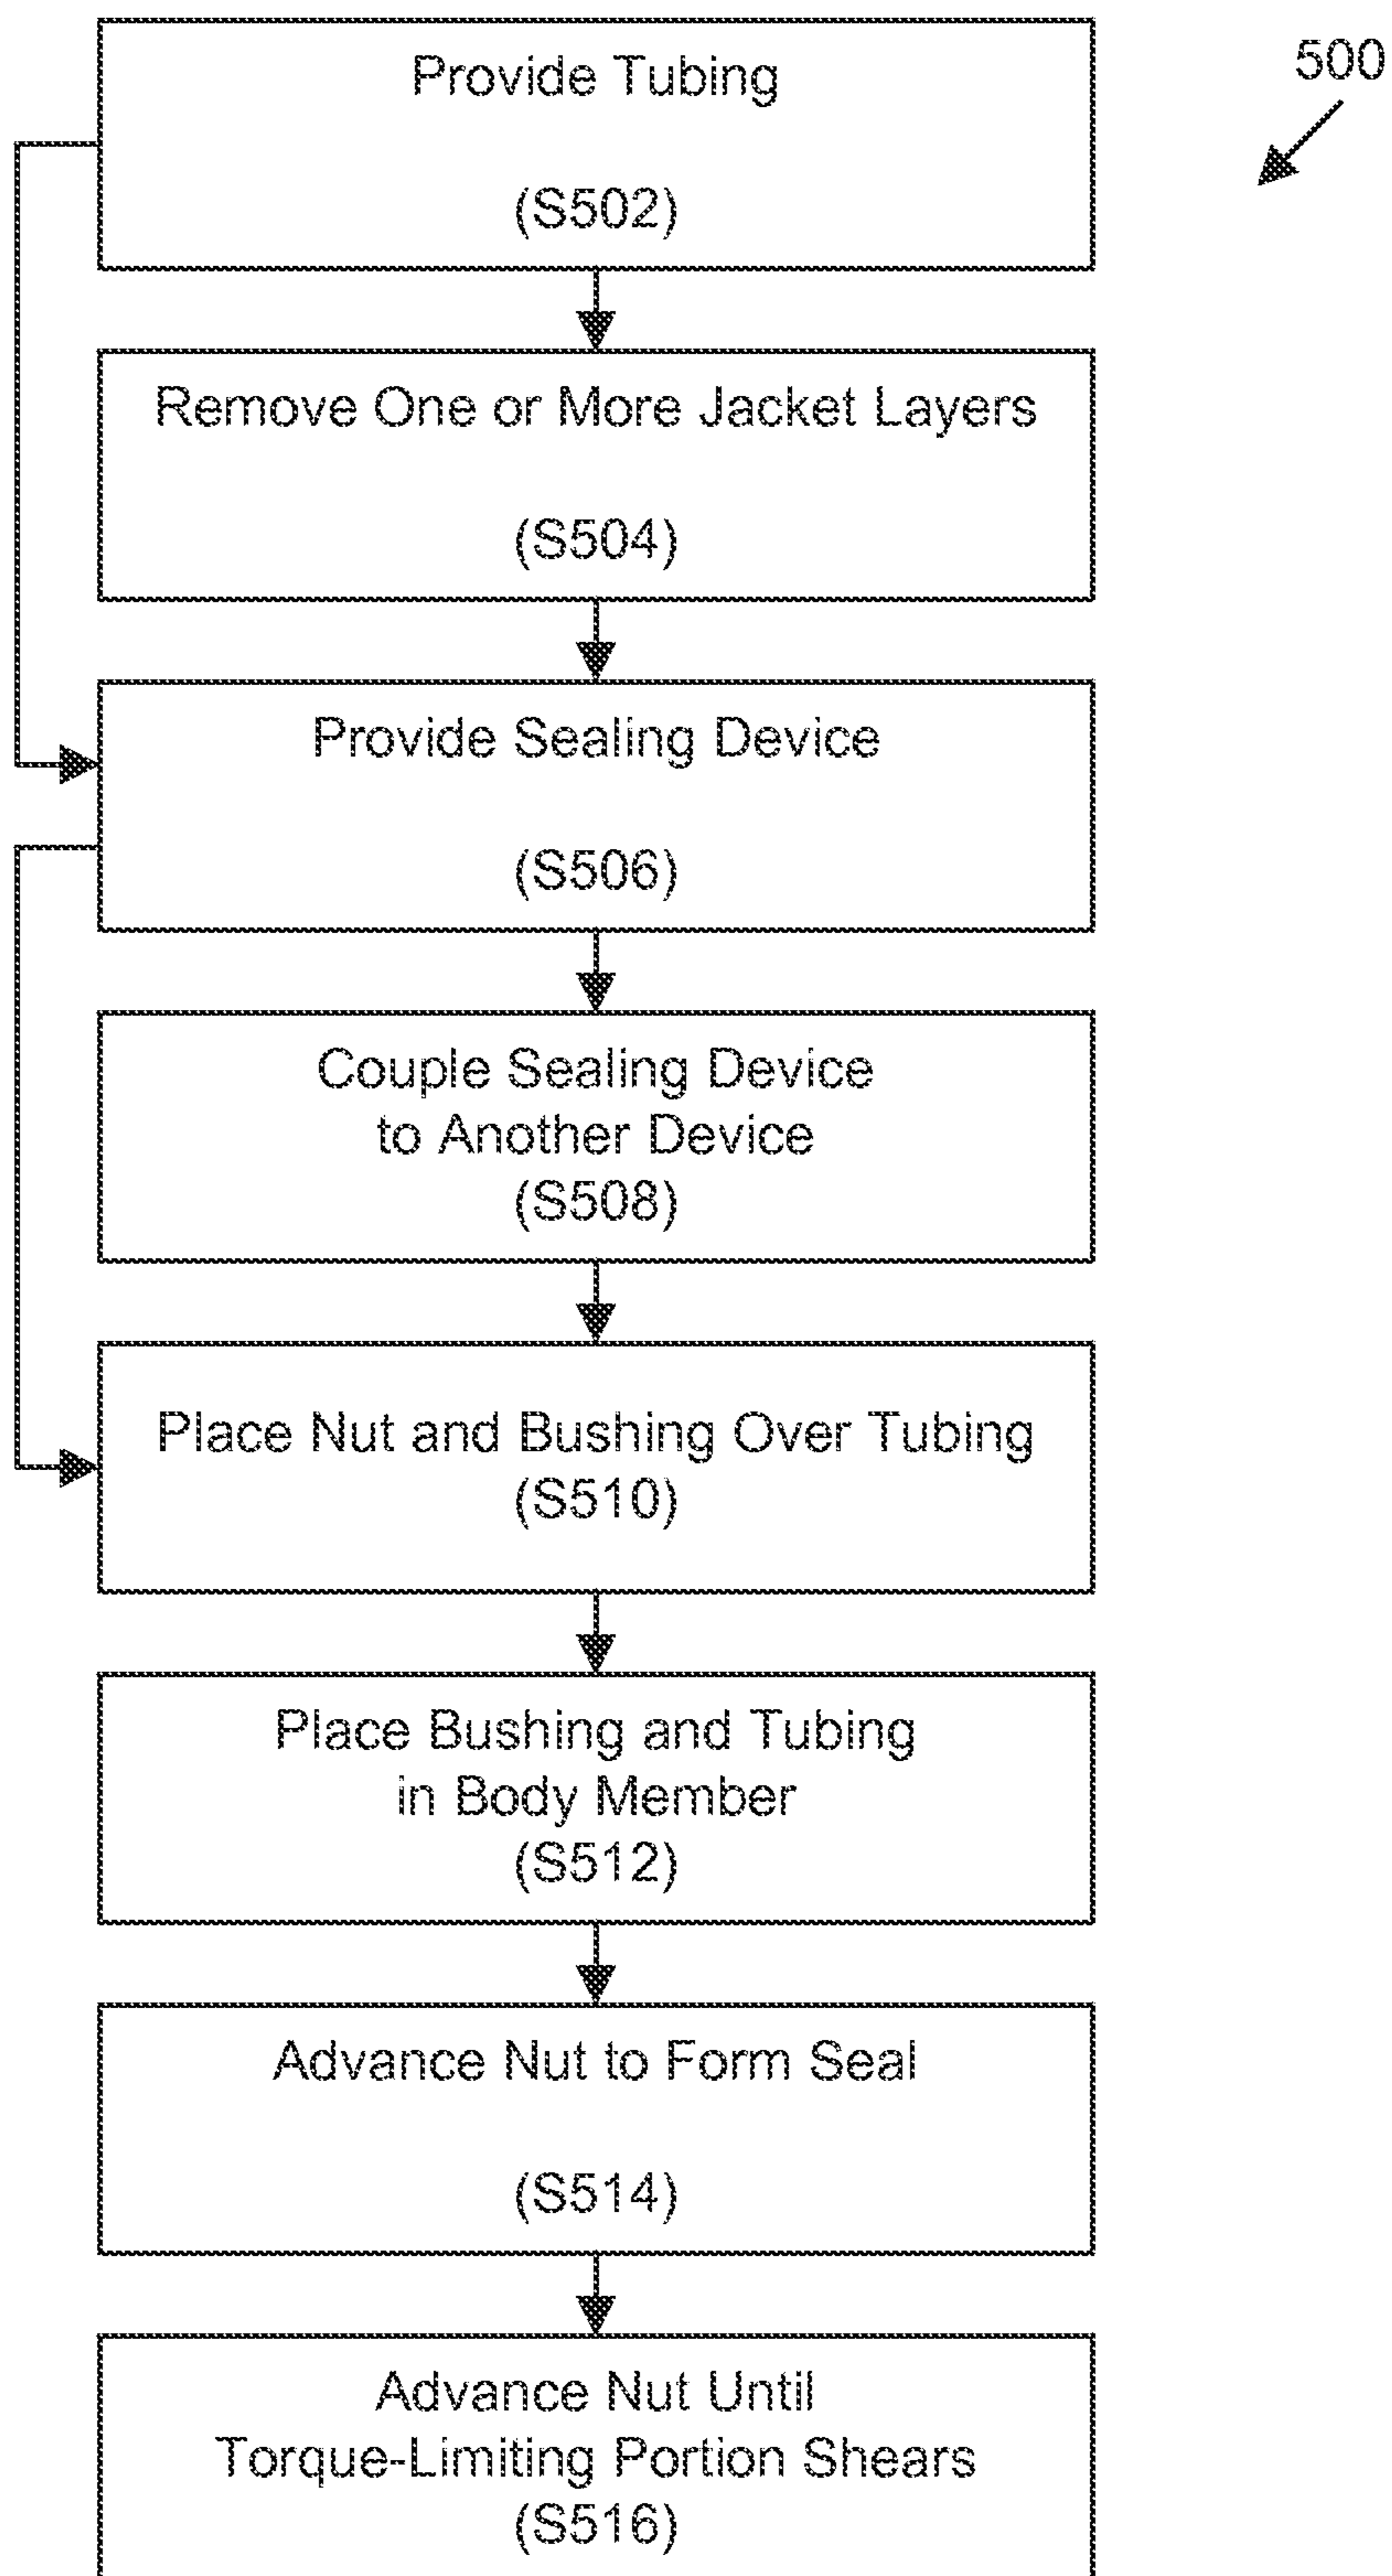 500
Provide Tubing
(S502)
Remove One or More Jacket Layers
(S504)
Provide Sealing Device
(S506)
Couple Sealing Device
to Another Device
(S508)
Place Nut and Bushing Over Tubing
(S510)
Place Bushing and Tubing
in Body Member
(S512)
Advance Nut to Form Seal
(S514)
Advance Nut Until
Torque-Limiting Portion Shears
(S516)